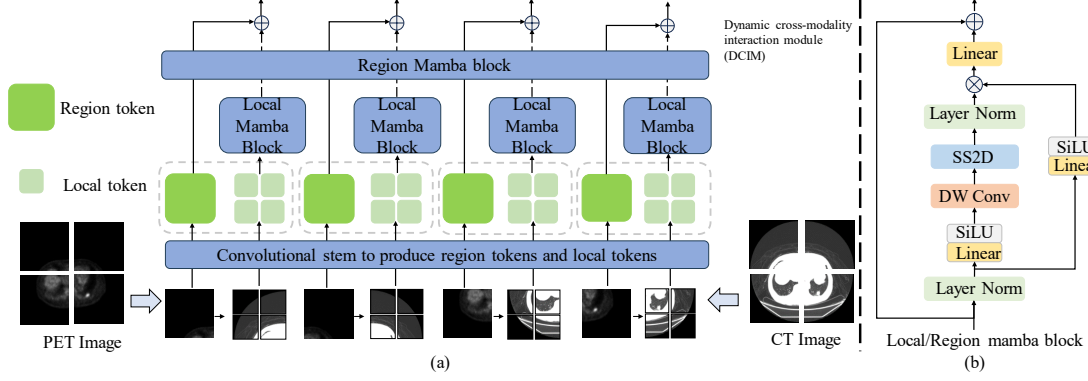 Dynamic cross-modality
interaction module
(DCIM)
Region Mamba block
Region token
Local token
Local
Mamba
Block
Local
Mamba
Block
Local
Mamba
Block
Local
Mamba
Block
Convolutional stem to produce region tokens and local tokens
PET Image
CT Image
(a)
Linear
Layer Norm
SS2D
DW Conv
SiLU
Linear
SiLU
Linear
Layer Norm
Local/Region mamba block
(b)